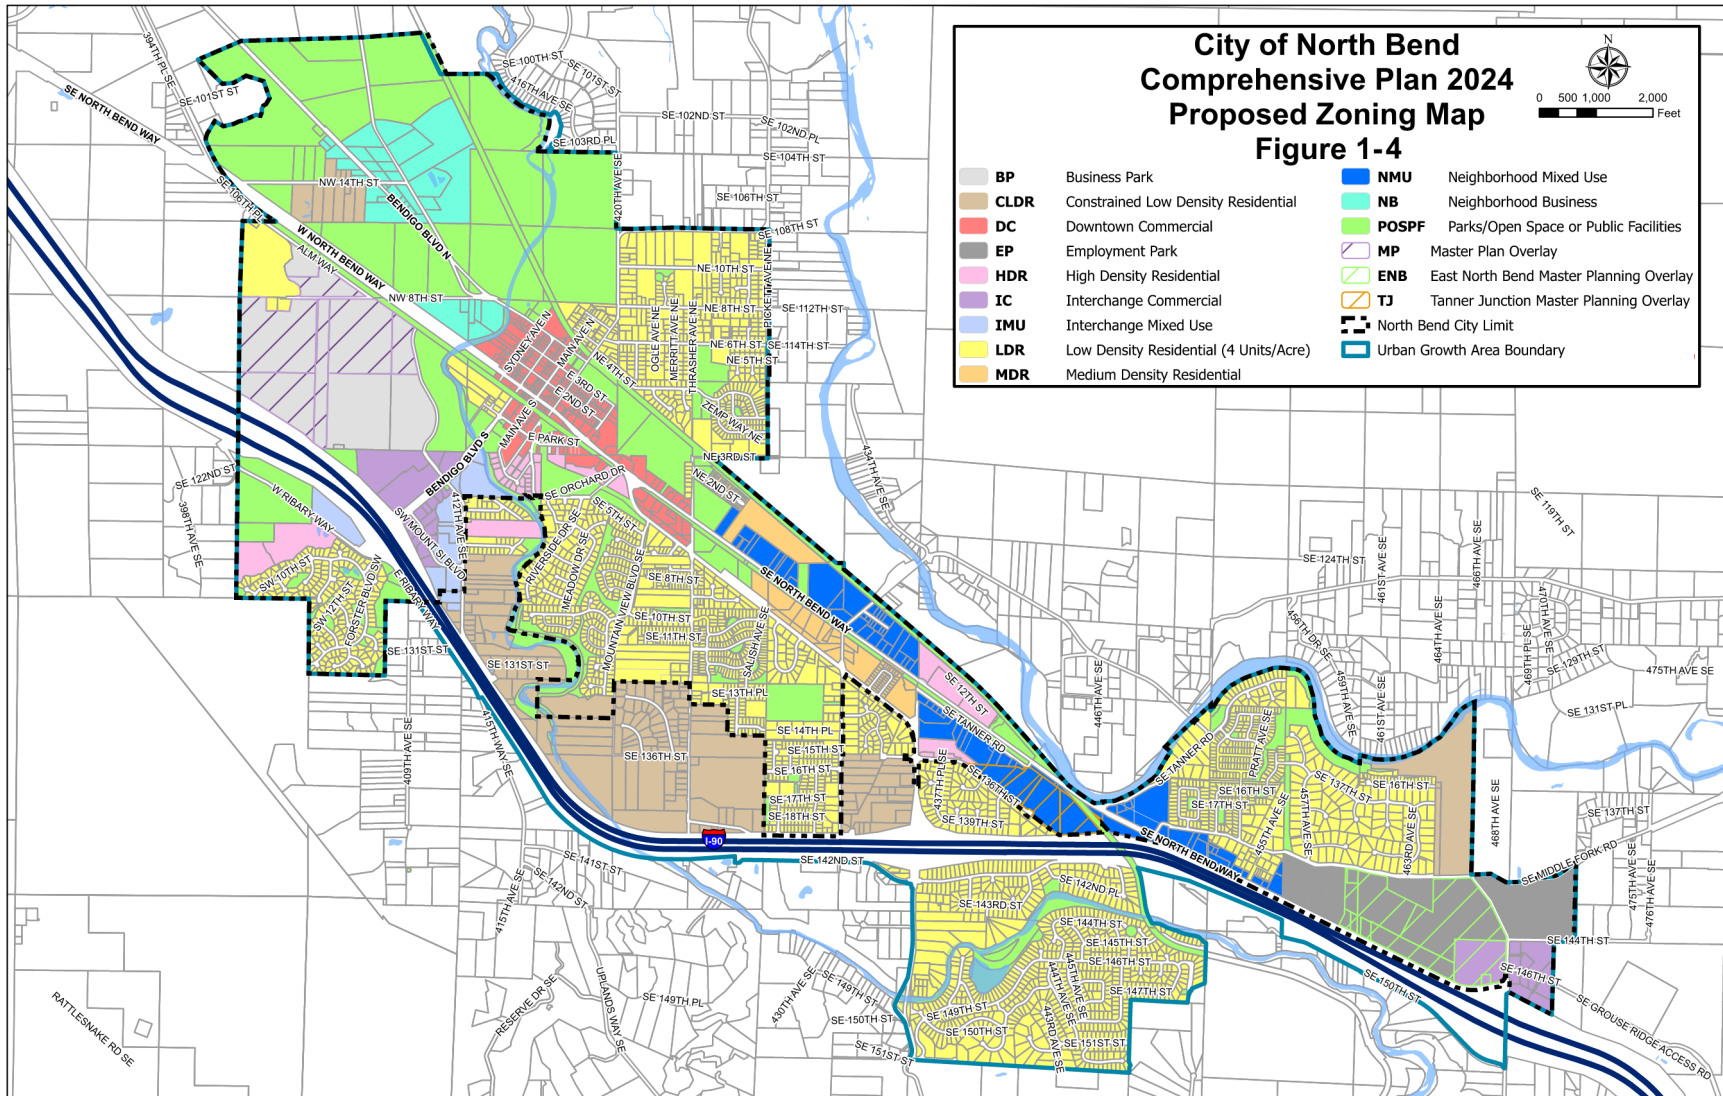 City of North Bend
Comprehensive Plan 2024
Proposed Zoning Map
Figure 1-4
N
0 500 1,000 2,000
Feet
BP Business Park
CLDR Constrained Low Density Residential
DC Downtown Commercial
EP Employment Park
HDR High Density Residential
IC Interchange Commercial
IMU Interchange Mixed Use
LDR Low Density Residential (4 Units/Acre)
MDR Medium Density Residential
NMU Neighborhood Mixed Use
NB Neighborhood Business
POSPF Parks/Open Space or Public Facilities
MP Master Plan Overlay
ENB East North Bend Master Planning Overlay
TJ Tanner Junction Master Planning Overlay
North Bend City Limit
Urban Growth Area Boundary
394TH PL SE
SE 101ST ST
SE NORTH BEND WAY
SE 100TH ST
SE 101ST ST
416TH AVE SE
SE 103RD PL
SE 102ND ST
SE 102ND PL
SE 104TH ST
420TH AVE SE
SE 106TH ST
SE 108TH ST
SE 106TH PL
NW 14TH ST
BENDIGO BLVD N
W NORTH BEND WAY
ALM WAY
NW 8TH ST
NE 10TH ST
PICKETT AVE NE
OGLE AVE NE
MERRITT AVE NE
THRASHER AVE NE
NE 8TH ST
SE 112TH ST
NE 6TH ST
SE 114TH ST
NE 5TH ST
SYDNEY AVE N
MAIN AVE N
NE 4TH ST
E 3RD ST
E 2ND ST
MAIN AVE S
E PARK ST
ZEMP WAY NE
NE 3RD ST
NE 2ND ST
BENDIGO BLVD S
SE ORCHARD DR
SE 5TH ST
434TH AVE SE
SE 122ND ST
W RIBARY WAY
398TH AVE SE
412TH AVE SE
SW MOUNT SI BLVD
RIVERSIDE DR SE
MEADOW DR SE
MOUNTAIN VIEW BLVD SE
SE 8TH ST
SE 10TH ST
SE 11TH ST
SALISH AVE SE
SE NORTH BEND WAY
SW 10TH ST
SW 12TH ST
FORSTER BLVD SW
E RIBARY WAY
SE 131ST ST
SE 131ST ST
SE 13TH PL
SE 14TH PL
SE 15TH ST
SE 16TH ST
SE 17TH ST
SE 18TH ST
SE 136TH ST
409TH AVE SE
415TH WAY SE
SE 12TH ST
SE TANNER RD
437TH PL SE
SE 136TH ST
SE 139TH ST
446TH AVE SE
SE 119TH ST
SE 124TH ST
461ST AVE SE
466TH AVE SE
464TH AVE SE
470TH AVE SE
469TH PL SE
SE 129TH ST
475TH AVE SE
SE 131ST PL
456TH DR SE
459TH AVE SE
461ST AVE SE
SE TANNER RD
PRATT AVE SE
SE 16TH ST
SE 17TH ST
SE 137TH ST
SE 16TH ST
455TH AVE SE
457TH AVE SE
463RD AVE SE
468TH AVE SE
SE 137TH ST
SE MIDDLE FORK RD
475TH AVE SE
476TH AVE SE
SE NORTH BEND WAY
I-90
SE 142ND ST
SE 141ST ST
SE 142ND ST
415TH AVE SE
SE 142ND PL
SE 143RD ST
SE 144TH ST
SE 145TH ST
SE 146TH ST
SE 147TH ST
445TH AVE SE
444TH AVE SE
443RD AVE SE
SE 149TH ST
SE 150TH ST
SE 151ST ST
SE 144TH ST
SE 146TH ST
SE 150TH ST
SE GROUSE RIDGE ACCESS RD
430TH AVE SE
SE 149TH ST
SE 150TH ST
SE 151ST ST
SE 149TH PL
UPLANDS WAY SE
RESERVE DR SE
RATTLESNAKE RD SE